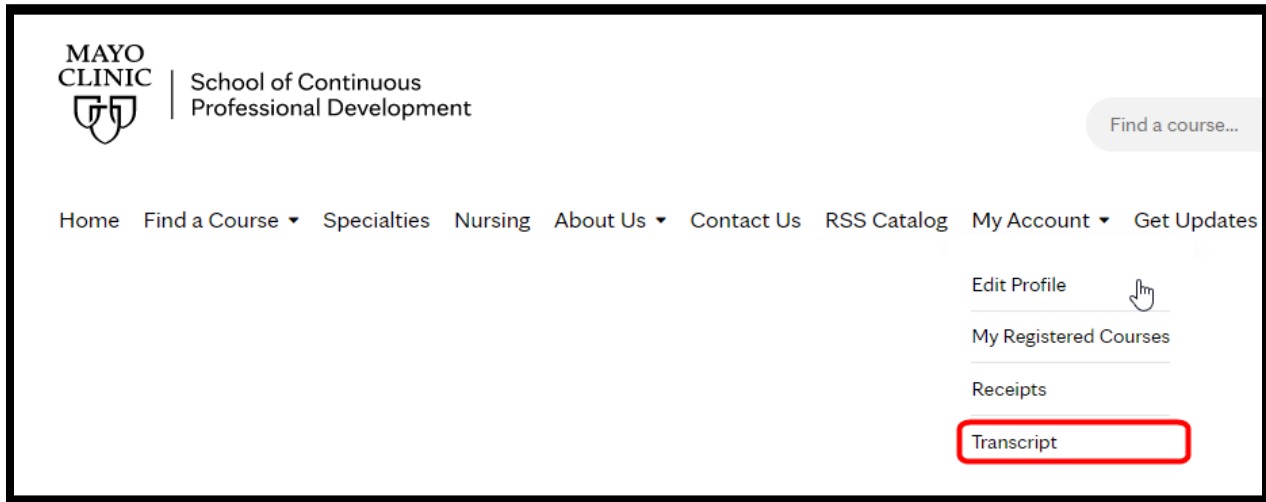 MAYO
CLINIC
School of Continuous
Professional Development
Find a course...
Home Find a Course Specialties Nursing About Us Contact Us RSS Catalog My Account Get Updates
Edit Profile
My Registered Courses
Receipts
Transcript